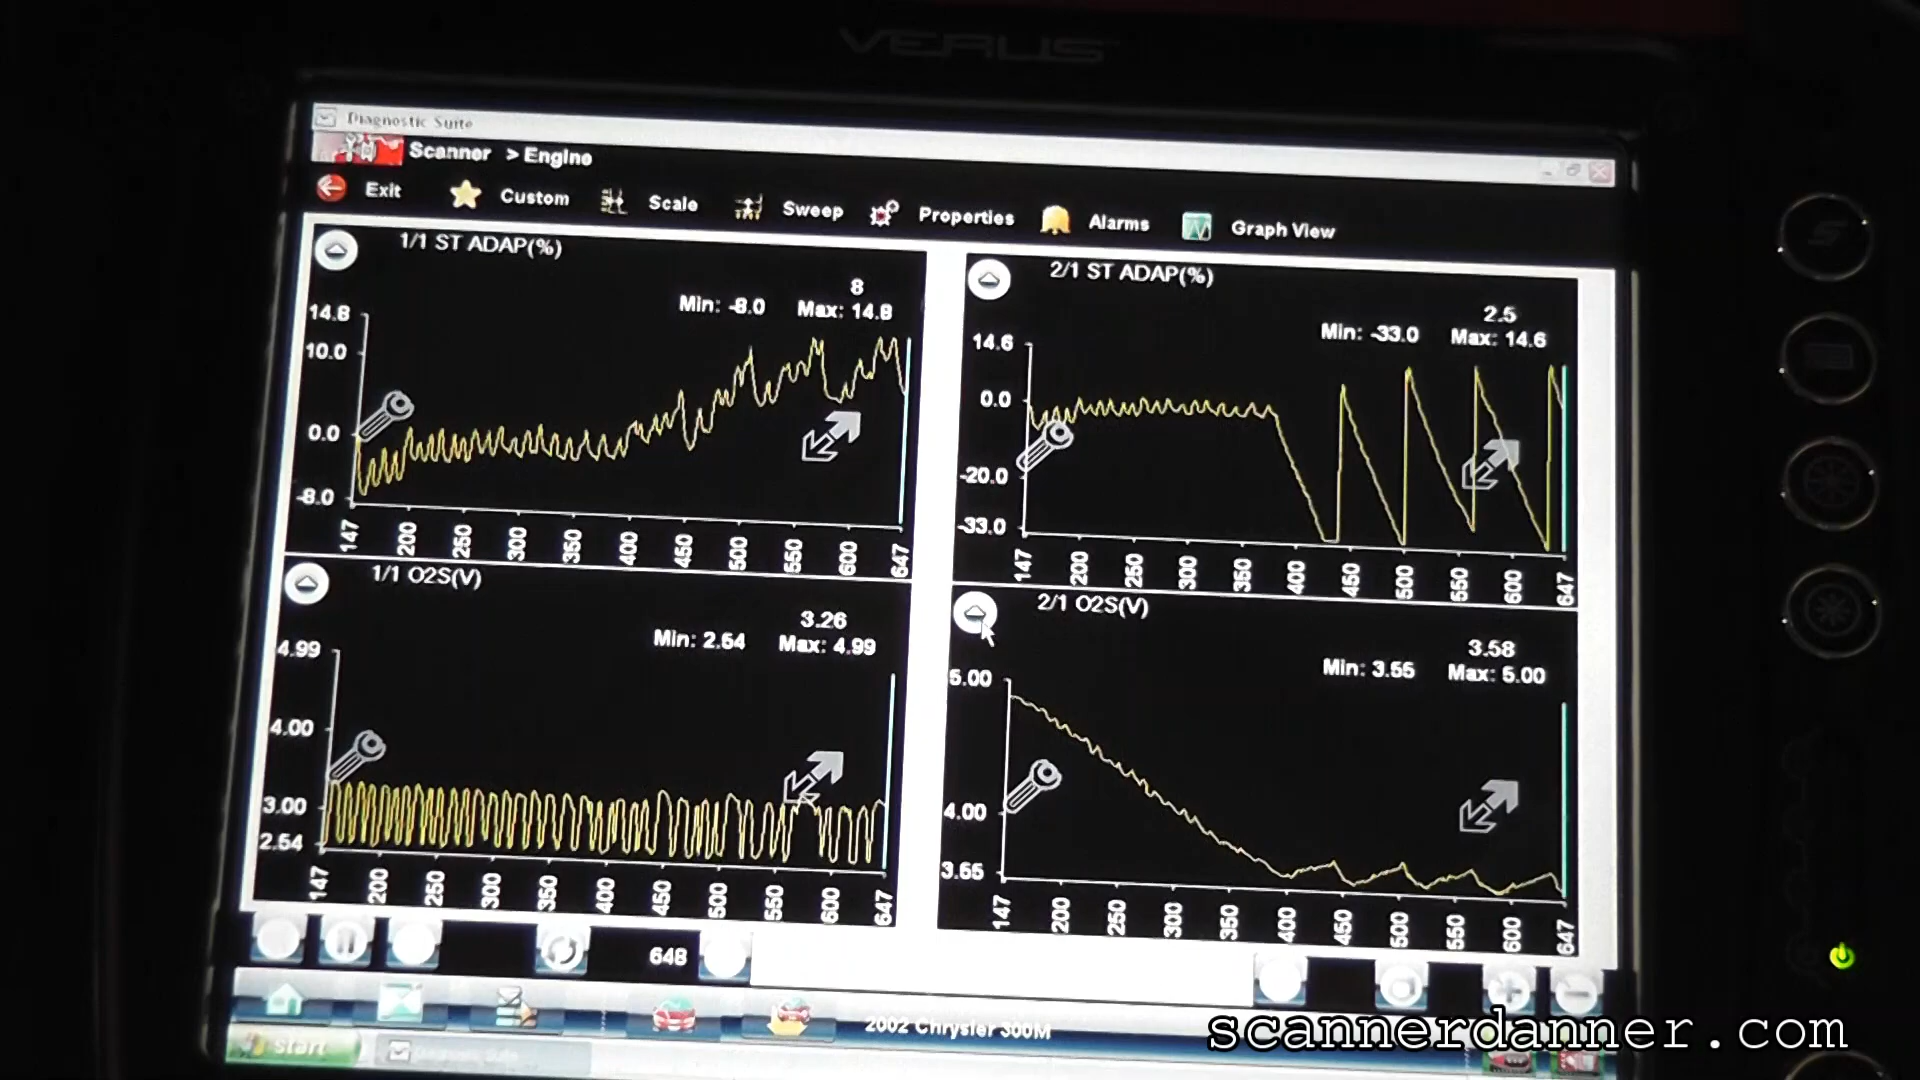 VERUS
Diagnostic Suite
Scanner > Engine
Exit Custom Scale Sweep Properties Alarms Graph View
1/1 ST ADAP(%)
8
Min: -8.0 Max: 14.8
14.8
10.0
0.0
-8.0
147 200 250 300 350 400 450 500 550 600 647
2/1 ST ADAP(%)
2.5
Min: -33.0 Max: 14.6
14.6
0.0
-20.0
-33.0
147 200 250 300 350 400 450 500 550 600 647
1/1 O2S(V)
3.26
Min: 2.54 Max: 4.99
4.99
4.00
3.00
2.54
147 200 250 300 350 400 450 500 550 600 647
2/1 O2S(V)
3.58
Min: 3.55 Max: 5.00
5.00
4.00
3.55
147 200 250 300 350 400 450 500 550 600 647
648
2002 Chrysler 300M
start
scannerdanner.com